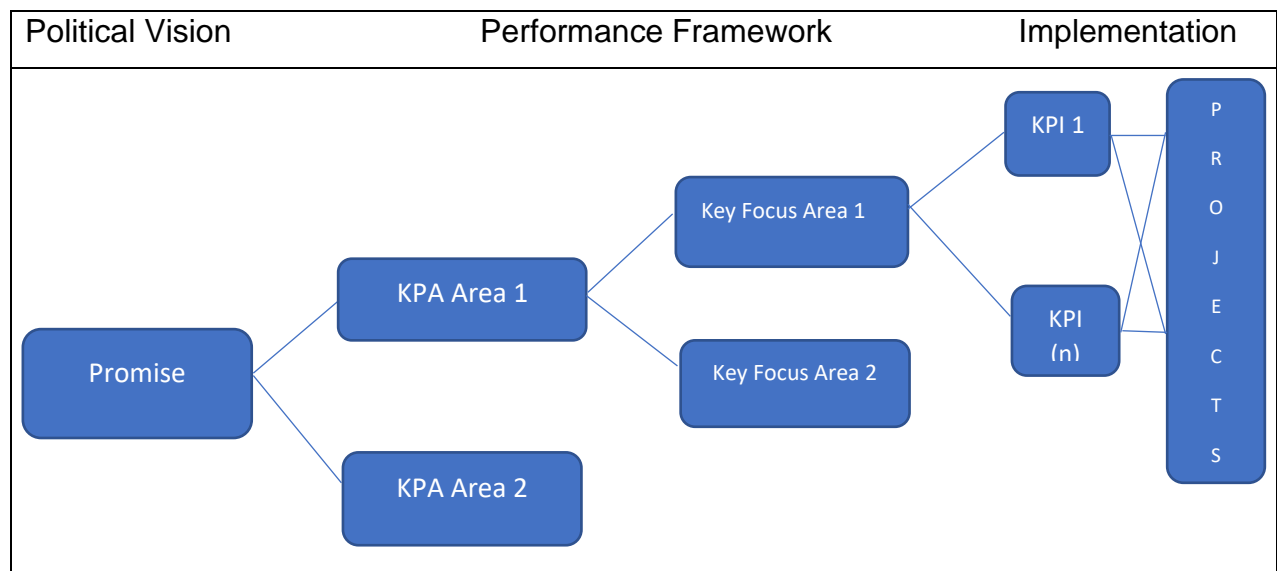 Political Vision
Performance Framework
Implementation
Promise
KPA Area 1
KPA Area 2
Key Focus Area 1
Key Focus Area 2
KPI 1
KPI
(n)
P
R
O
J
E
C
T
S